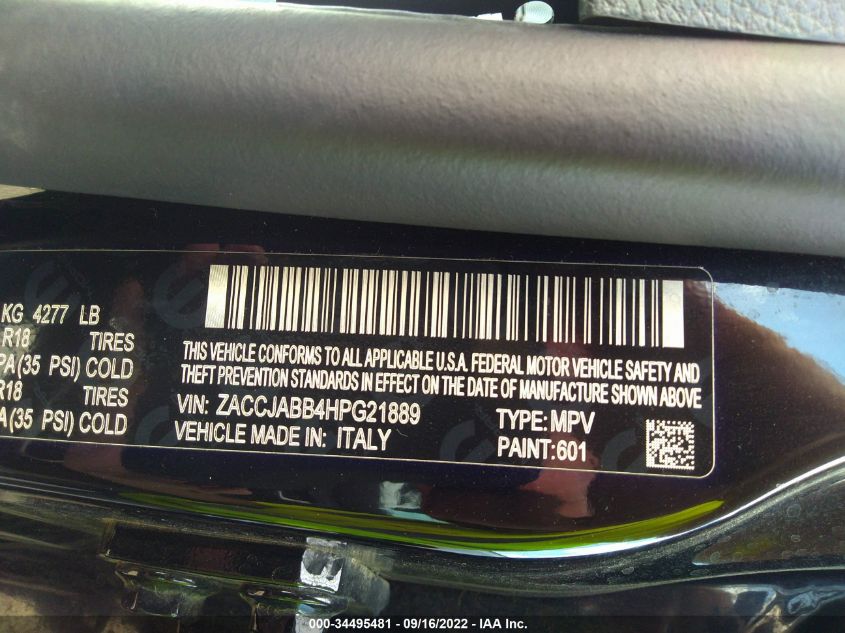 KG 4277 LB
R18 TIRES
PA(35 PSI) COLD
R18 TIRES
A(35 PSI) COLD
THIS VEHICLE CONFORMS TO ALL APPLICABLE U.S.A. FEDERAL MOTOR VEHICLE SAFETY AND
THEFT PREVENTION STANDARDS IN EFFECT ON THE DATE OF MANUFACTURE SHOWN ABOVE
VIN: ZACCJABB4HPG21889 TYPE:MPV
VEHICLE MADE IN: ITALY PAINT:601
000-34495481 - 09/16/2022 - IAA Inc.